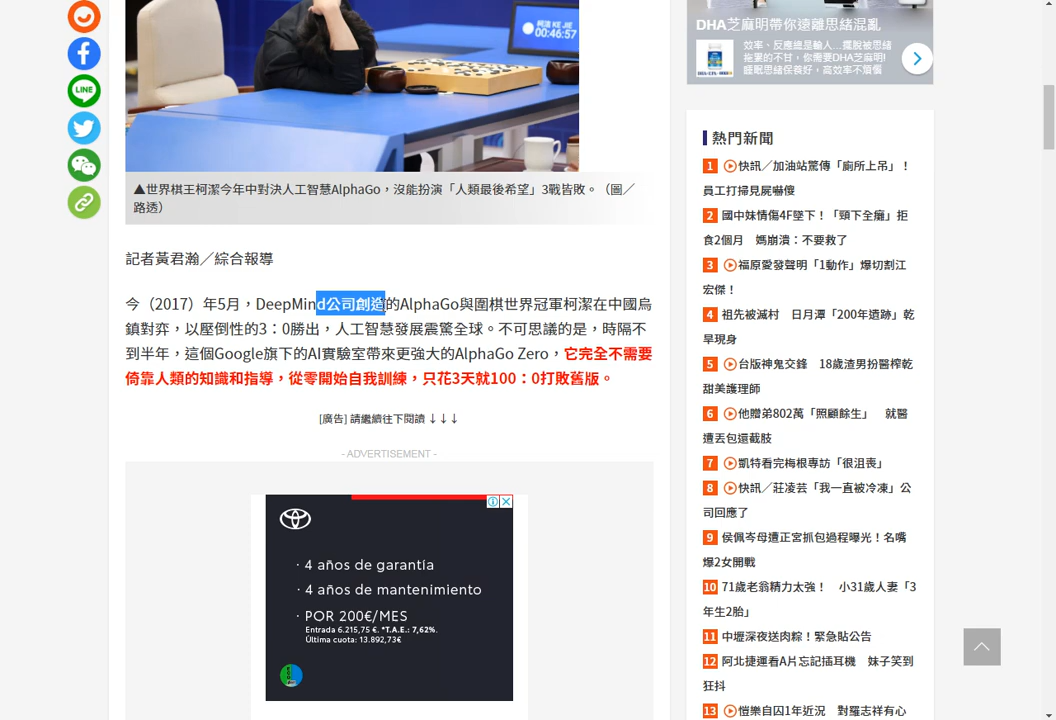 柯潔 KE JIE
00:46:57
▲世界棋王柯潔今年中對決人工智慧AlphaGo，沒能扮演「人類最後希望」3戰皆敗。（圖／
路透）
記者黃君瀚／綜合報導
今（2017）年5月，DeepMind公司創造的AlphaGo與圍棋世界冠軍柯潔在中國烏
鎮對弈，以壓倒性的3：0勝出，人工智慧發展震驚全球。不可思議的是，時隔不
到半年，這個Google旗下的AI實驗室帶來更強大的AlphaGo Zero，它完全不需要
倚靠人類的知識和指導，從零開始自我訓練，只花3天就100：0打敗舊版。
[廣告] 請繼續往下閱讀 ↓↓↓
- ADVERTISEMENT -
· 4 años de garantía
· 4 años de mantenimiento
· POR 200€/MES
Entrada 6.215,75 €. *T.A.E.: 7,62%.
Última cuota: 13.892,73€
LINE
DHA芝麻明帶你遠離思緒混亂
效率、反應總是輸人...擺脫被思緒
拖累的不甘，你需要DHA芝麻明!
睡眠思緒保養好，高效率不煩惱
熱門新聞
1 快訊／加油站驚傳「廁所上吊」！
員工打掃見屍嚇傻
2 國中妹情傷4F墜下！「頸下全癱」拒
食2個月　媽崩潰：不要救了
3 福原愛發聲明「1動作」爆切割江
宏傑！
4 祖先被滅村　日月潭「200年遺跡」乾
旱現身
5 台版神鬼交鋒　18歲渣男扮醫榨乾
甜美護理師
6 他贈弟802萬「照顧餘生」　就醫
遭丟包還截肢
7 凱特看完梅根專訪「很沮喪」
8 快訊／莊凌芸「我一直被冷凍」公
司回應了
9 侯佩岑母遭正宮抓包過程曝光！名嘴
爆2女開戰
10 71歲老翁精力太強！　小31歲人妻「3
年生2胎」
11 中壢深夜送肉粽！緊急貼公告
12 阿北捷運看A片忘記插耳機　妹子笑到
狂抖
13 愷樂自囚1年近況　對羅志祥有心